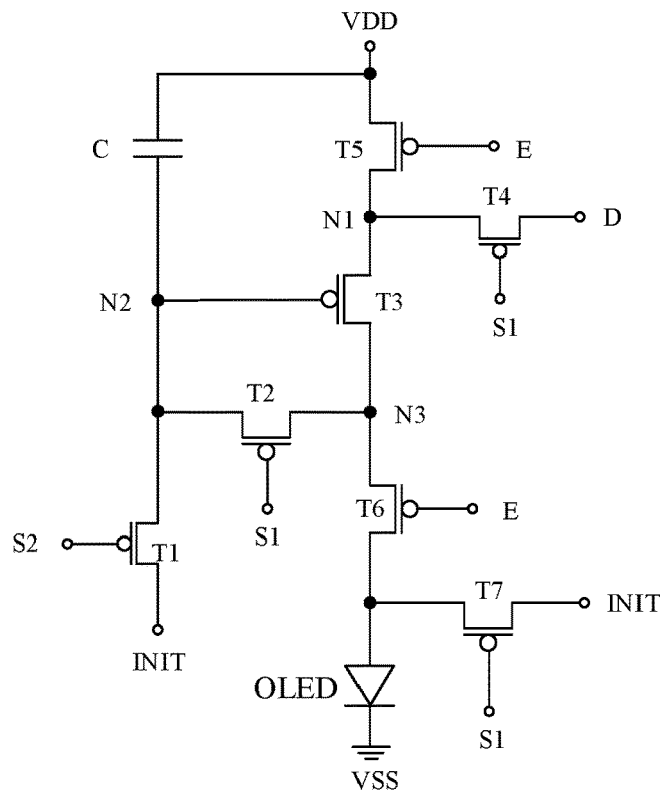 VDD
C
T5
E
T4
N1
D
N2
T3
S1
T2
N3
T6
E
S1
S2
T1
T7
INIT
INIT
OLED
S1
VSS